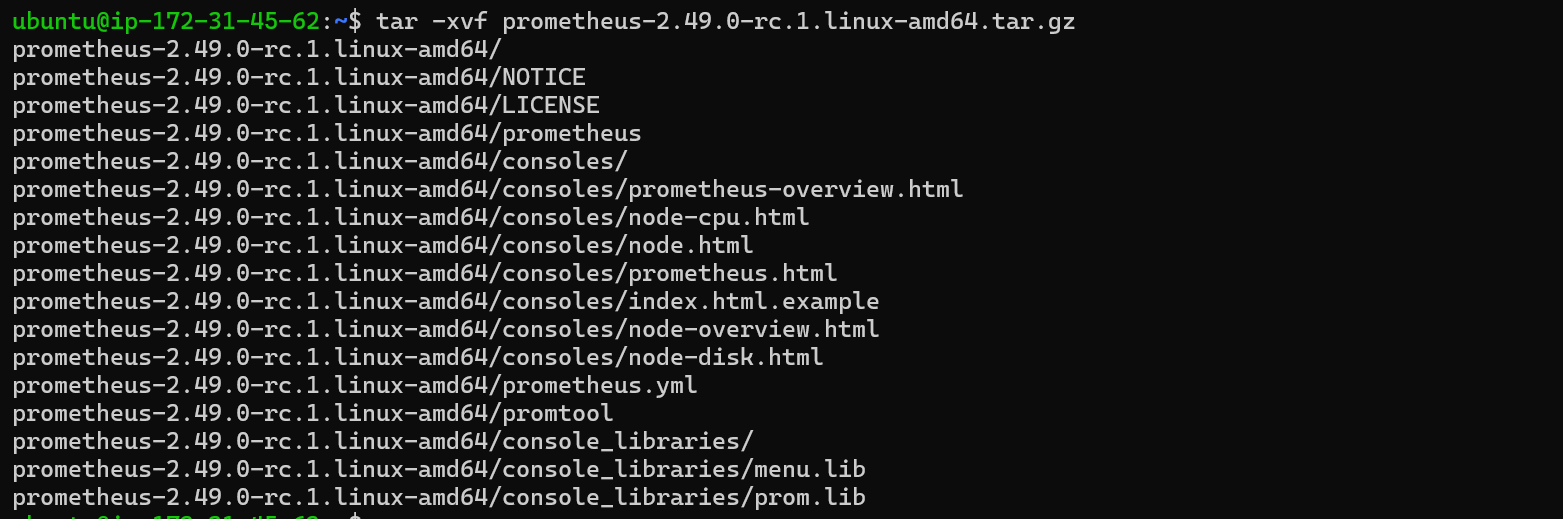 ubuntu@ip-172-31-45-62:~$ tar -xvf prometheus-2.49.0-rc.1.linux-amd64.tar.gz
prometheus-2.49.0-rc.1.linux-amd64/
prometheus-2.49.0-rc.1.linux-amd64/NOTICE
prometheus-2.49.0-rc.1.linux-amd64/LICENSE
prometheus-2.49.0-rc.1.linux-amd64/prometheus
prometheus-2.49.0-rc.1.linux-amd64/consoles/
prometheus-2.49.0-rc.1.linux-amd64/consoles/prometheus-overview.html
prometheus-2.49.0-rc.1.linux-amd64/consoles/node-cpu.html
prometheus-2.49.0-rc.1.linux-amd64/consoles/node.html
prometheus-2.49.0-rc.1.linux-amd64/consoles/prometheus.html
prometheus-2.49.0-rc.1.linux-amd64/consoles/index.html.example
prometheus-2.49.0-rc.1.linux-amd64/consoles/node-overview.html
prometheus-2.49.0-rc.1.linux-amd64/consoles/node-disk.html
prometheus-2.49.0-rc.1.linux-amd64/prometheus.yml
prometheus-2.49.0-rc.1.linux-amd64/promtool
prometheus-2.49.0-rc.1.linux-amd64/console_libraries/
prometheus-2.49.0-rc.1.linux-amd64/console_libraries/menu.lib
prometheus-2.49.0-rc.1.linux-amd64/console_libraries/prom.lib